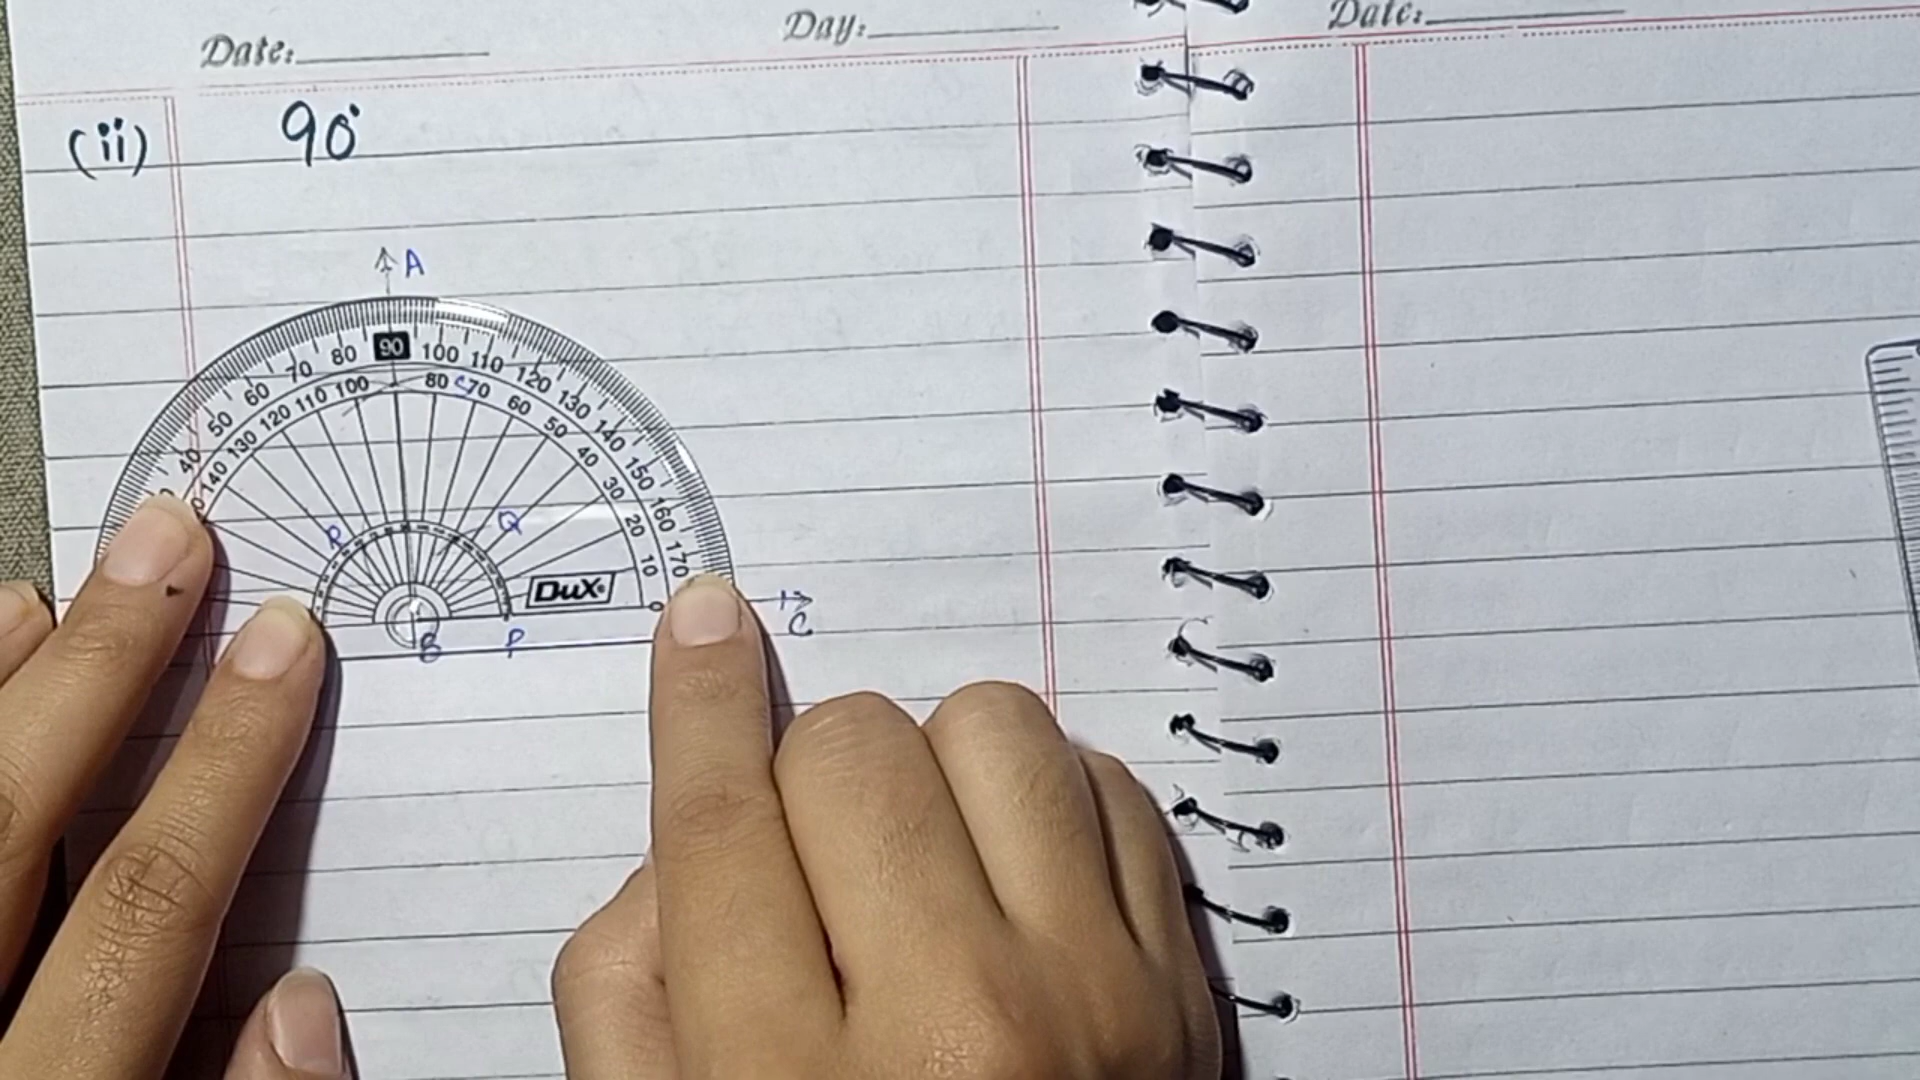 Date: Day: Date:
(ii) 90°
A
80 90 100 110 120 130 140 150 160 170
70 60 50 40
100 110 120 130 140
80 70 60 50 40 30 20 10 0
C
R Q
DUX
B P C